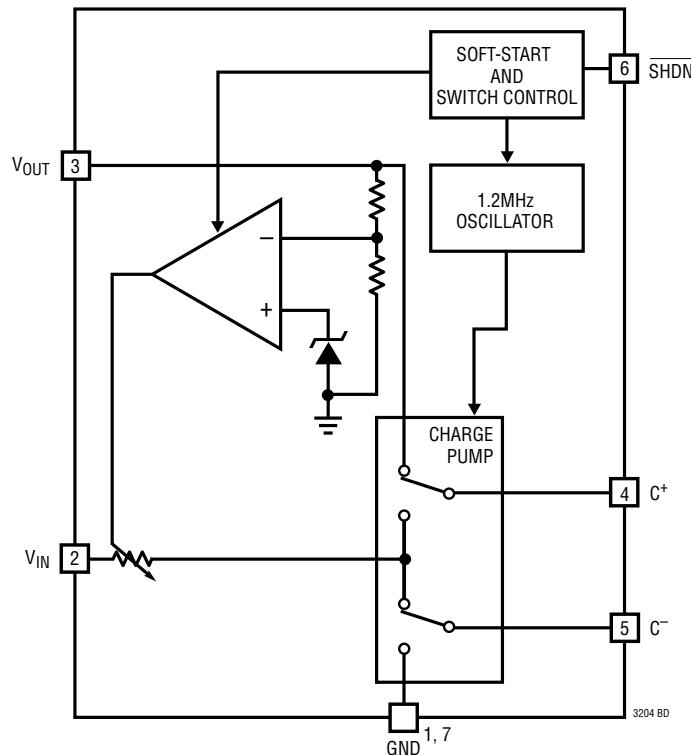 SOFT-START
AND
SWITCH CONTROL
6
SHDN
VOUT
3
1.2MHz
OSCILLATOR
–
+
CHARGE
PUMP
4
C+
VIN
2
5
C–
3204 BD
1, 7
GND